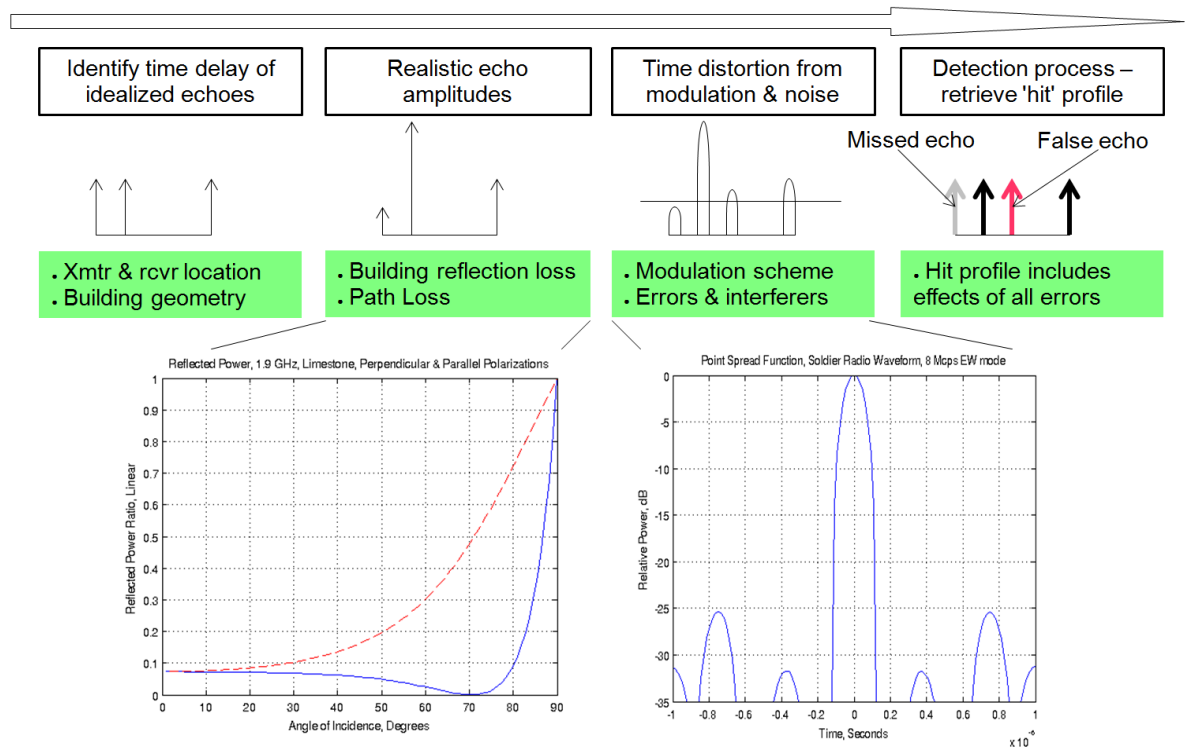 Identify time delay of
idealized echoes
Realistic echo
amplitudes
Time distortion from
modulation & noise
Detection process –
retrieve 'hit' profile
Missed echo
False echo
. Xmtr & rcvr location
. Building geometry
. Building reflection loss
. Path Loss
. Modulation scheme
. Errors & interferers
. Hit profile includes
effects of all errors
Reflected Power, 1.9 GHz, Limestone, Perpendicular & Parallel Polarizations
Reflected Power Ratio, Linear
1
0.9
0.8
0.7
0.6
0.5
0.4
0.3
0.2
0.1
0
0 10 20 30 40 50 60 70 80 90
Angle of Incidence, Degrees
Point Spread Function, Soldier Radio Waveform, 8 Mcps EW mode
Relative Power, dB
0
-5
-10
-15
-20
-25
-30
-35
-1 -0.8 -0.6 -0.4 -0.2 0 0.2 0.4 0.6 0.8 1
Time, Seconds
x 10^-6